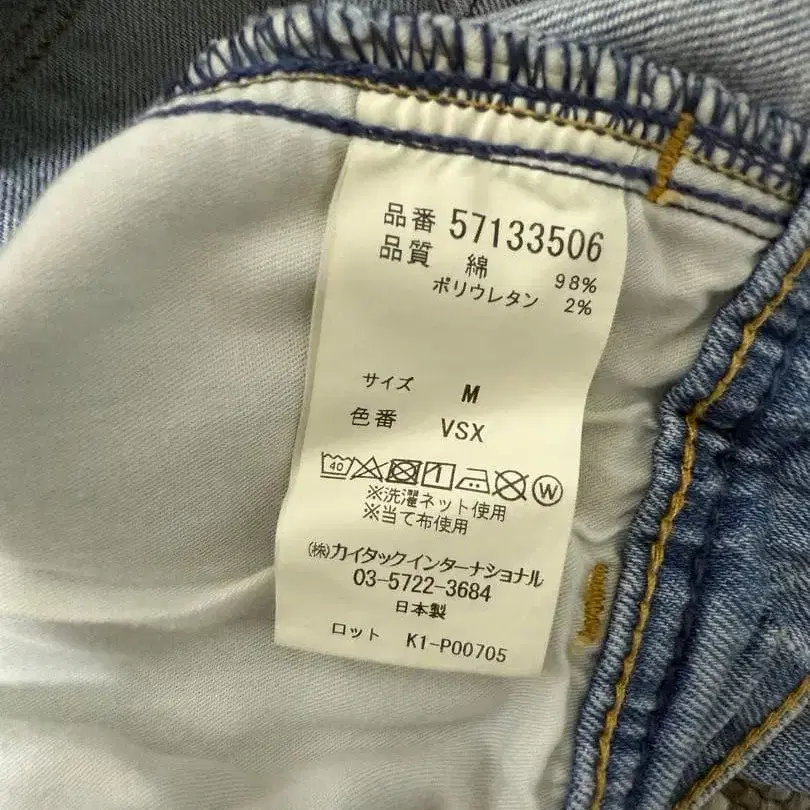 品番 57133506
品質 綿 98%
ポリウレタン 2%
サイズ M
色番 VSX
40 W
※洗濯ネット使用
※当て布使用
㈱カイタックインターナショナル
03-5722-3684
日本製
ロット K1-P00705